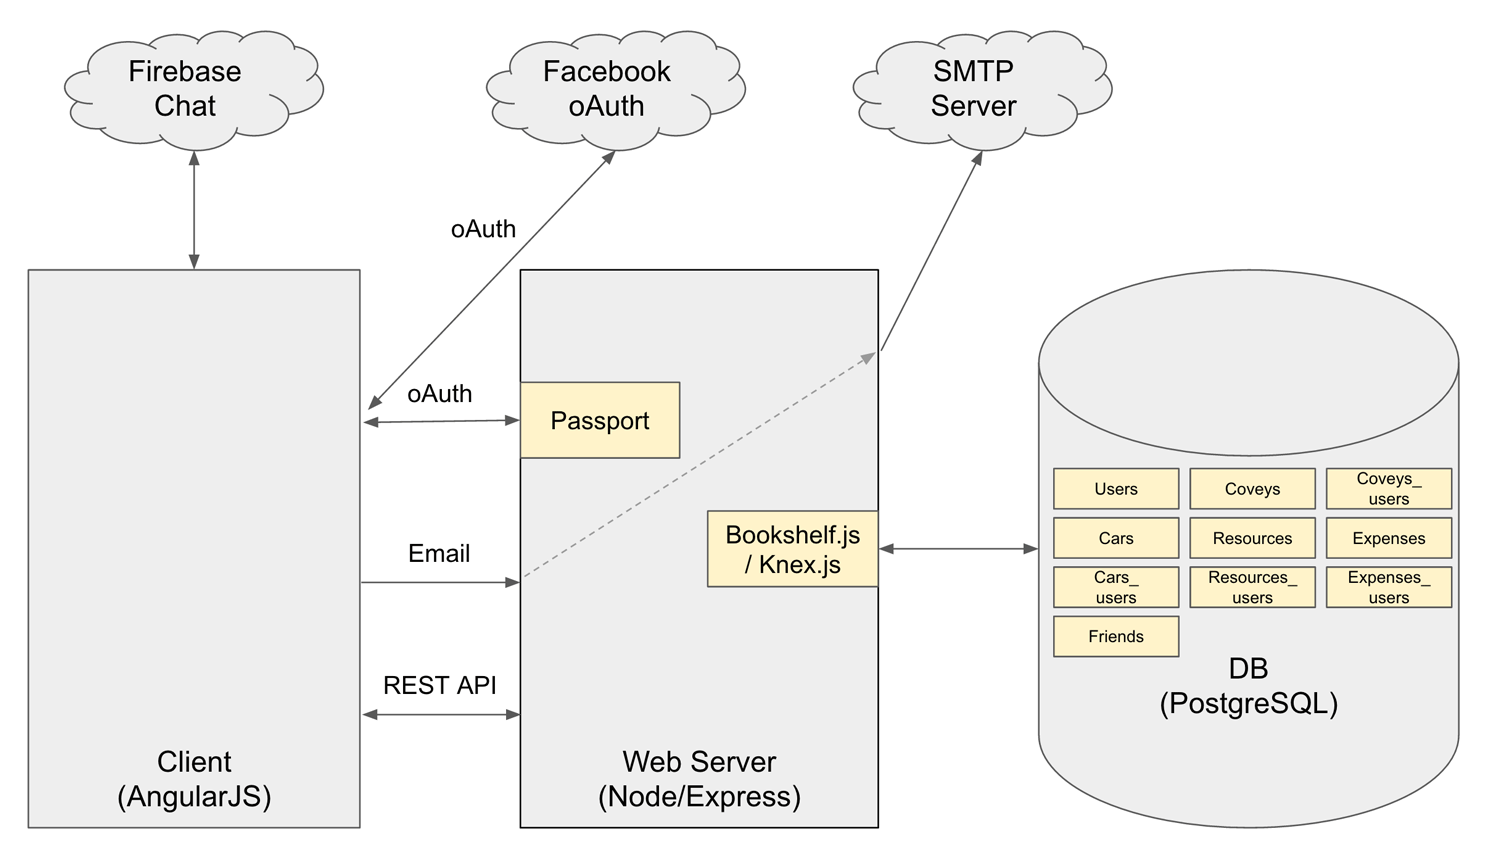 Firebase
Chat
Facebook
oAuth
SMTP
Server
oAuth
oAuth
Passport
Email
Bookshelf.js
/ Knex.js
REST API
Client
(AngularJS)
Web Server
(Node/Express)
Users
Coveys
Coveys_
users
Cars
Resources
Expenses
Cars_
users
Resources_
users
Expenses_
users
Friends
DB
(PostgreSQL)